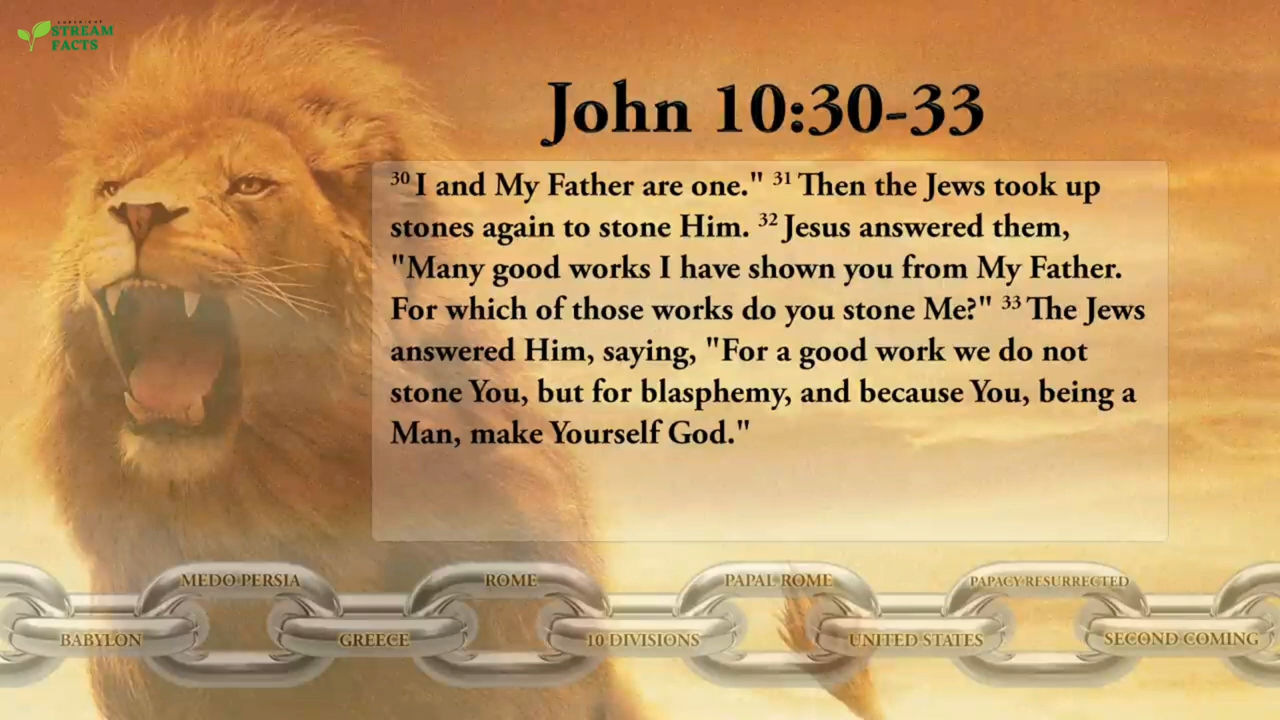 COPYRIGHT
STREAM
FACTS
John 10:30-33
30 I and My Father are one." 31 Then the Jews took up
stones again to stone Him. 32 Jesus answered them,
"Many good works I have shown you from My Father.
For which of those works do you stone Me?" 33 The Jews
answered Him, saying, "For a good work we do not
stone You, but for blasphemy, and because You, being a
Man, make Yourself God."
MEDO PERSIA
ROME
PAPAL ROME
PAPACY RESURRECTED
BABYLON
GREECE
10 DIVISIONS
UNITED STATES
SECOND COMING